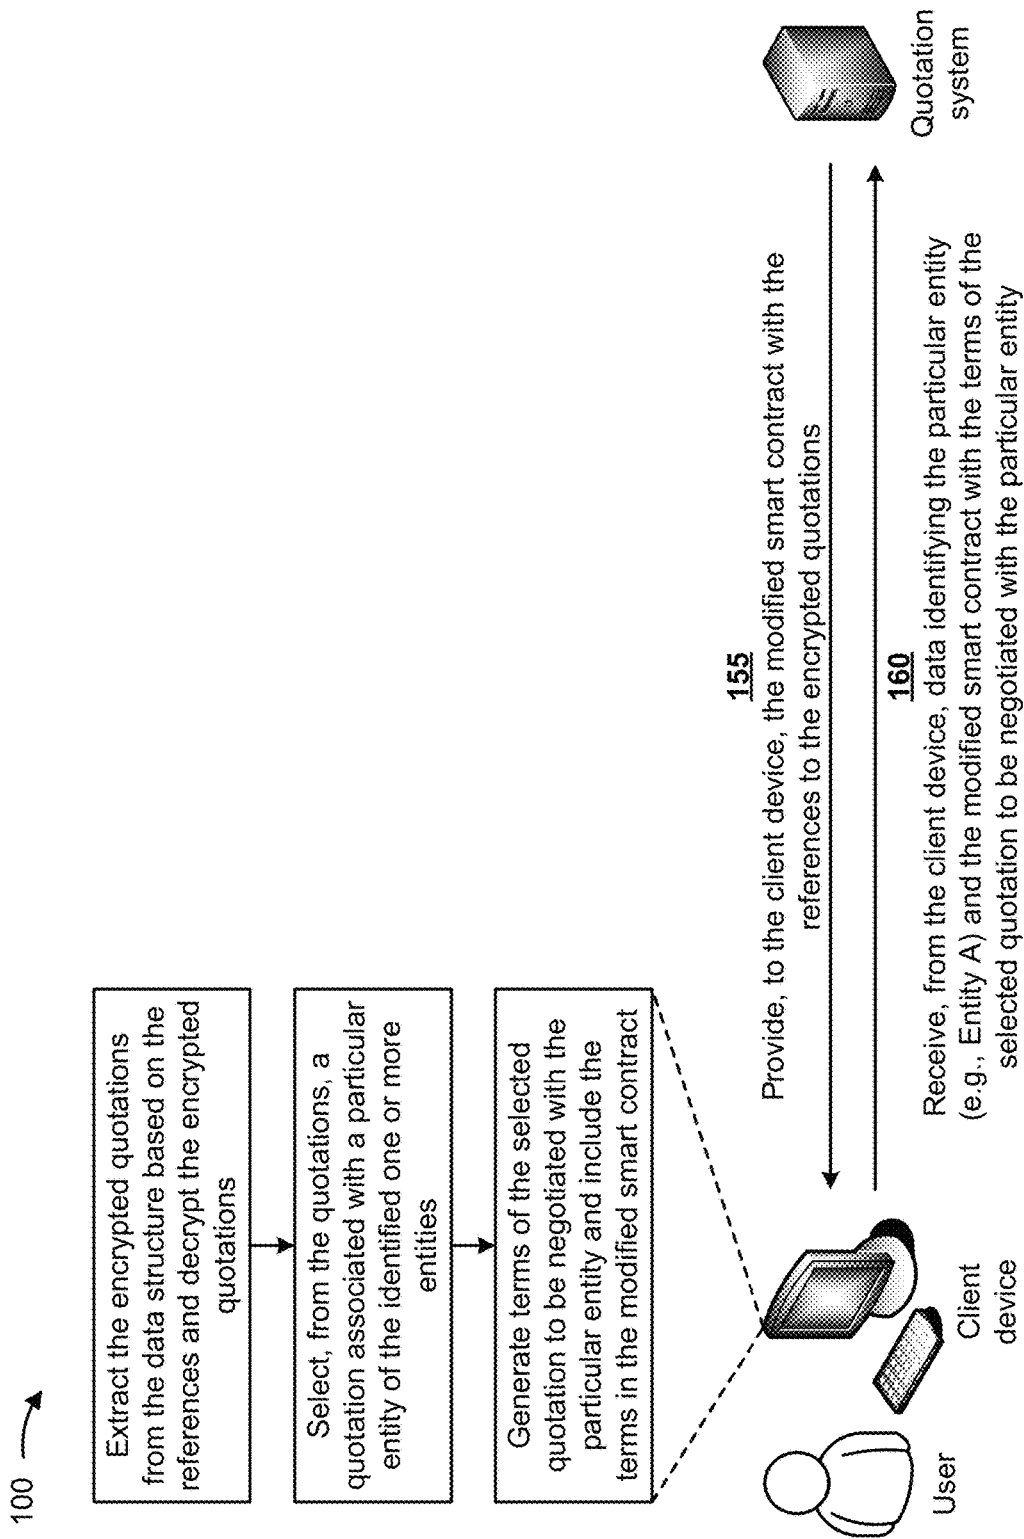 100
Extract the encrypted quotations
from the data structure based on the
references and decrypt the encrypted
quotations
Select, from the quotations, a
quotation associated with a particular
entity of the identified one or more
entities
Generate terms of the selected
quotation to be negotiated with the
particular entity and include the
terms in the modified smart contract
155
Provide, to the client device, the modified smart contract with the
references to the encrypted quotations
160
Receive, from the client device, data identifying the particular entity
(e.g., Entity A) and the modified smart contract with the terms of the
selected quotation to be negotiated with the particular entity
User
Client
device
Quotation
system